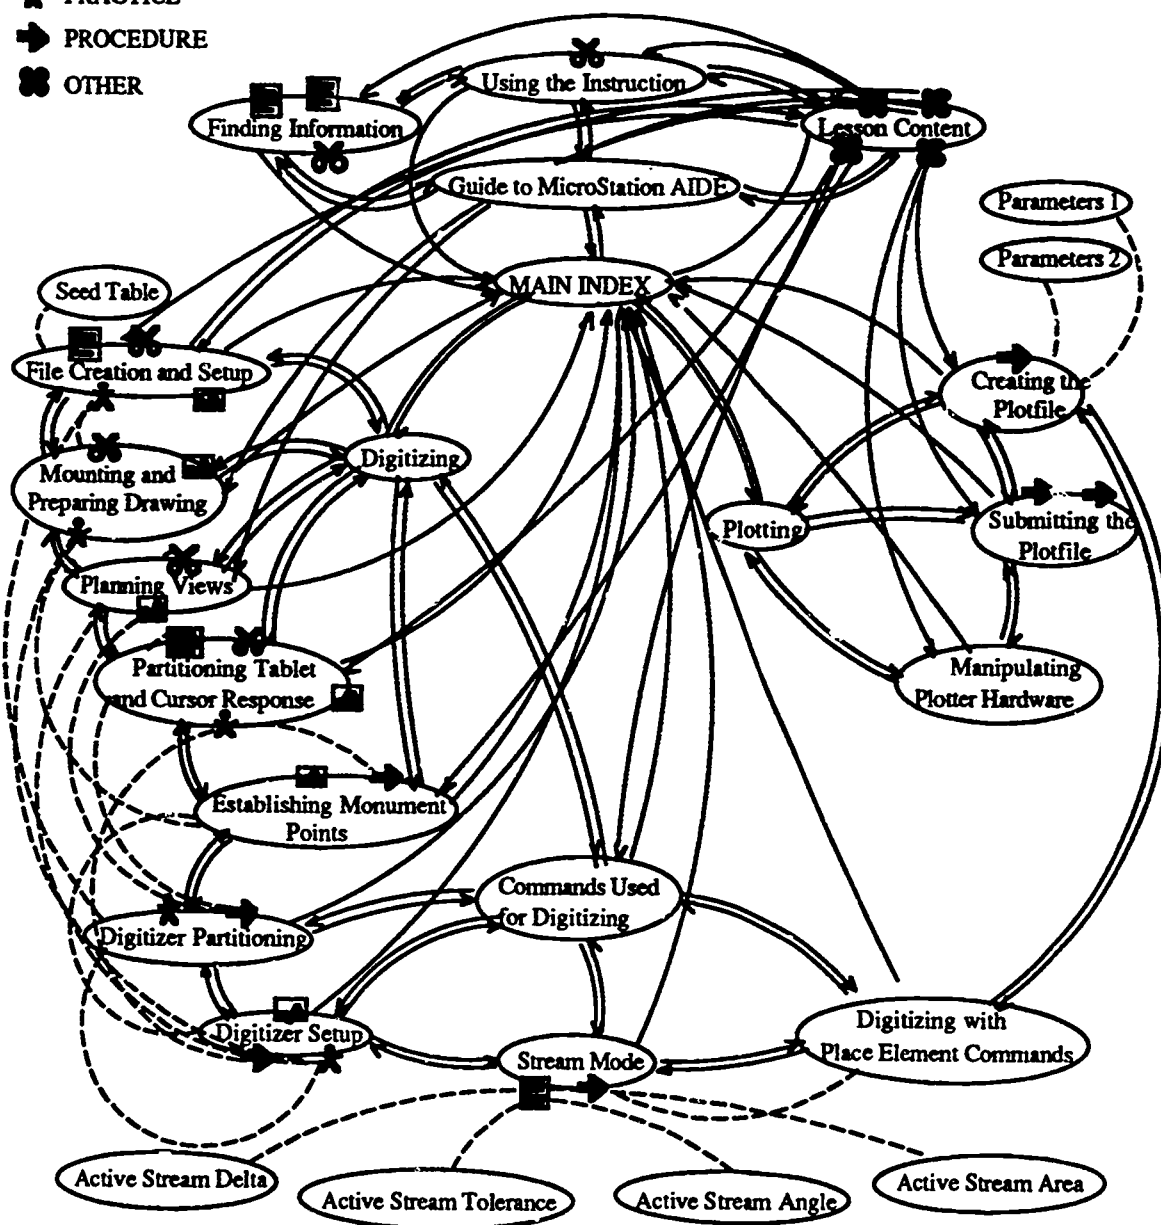 PRACTICE
PROCEDURE
OTHER
Using the Instruction
Finding Information
Lesson Content
Guide to MicroStation AIDE
Parameters 1
Parameters 2
MAIN INDEX
Seed Table
File Creation and Setup
Creating the
Plotfile
Digitizing
Mounting and
Preparing Drawing
Plotting
Submitting the
Plotfile
Planning Views
Partitioning Tablet
and Cursor Response
Manipulating
Plotter Hardware
Establishing Monument
Points
Commands Used
for Digitizing
Digitizer Partitioning
Digitizer Setup
Stream Mode
Digitizing with
Place Element Commands
Active Stream Delta
Active Stream Tolerance
Active Stream Angle
Active Stream Area